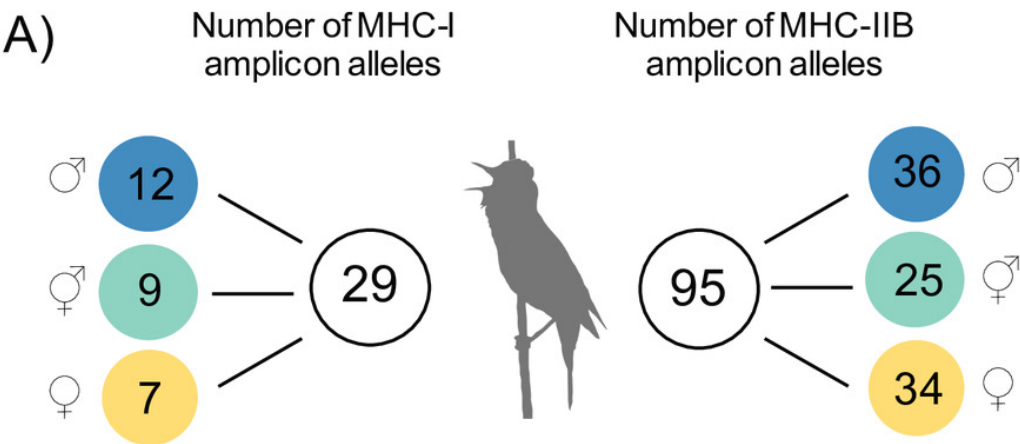 A)
Number of MHC-I
amplicon alleles
Number of MHC-IIB
amplicon alleles
♂ 12
⚥ 9
♀ 7
29
95
36 ♂
25 ⚥
34 ♀